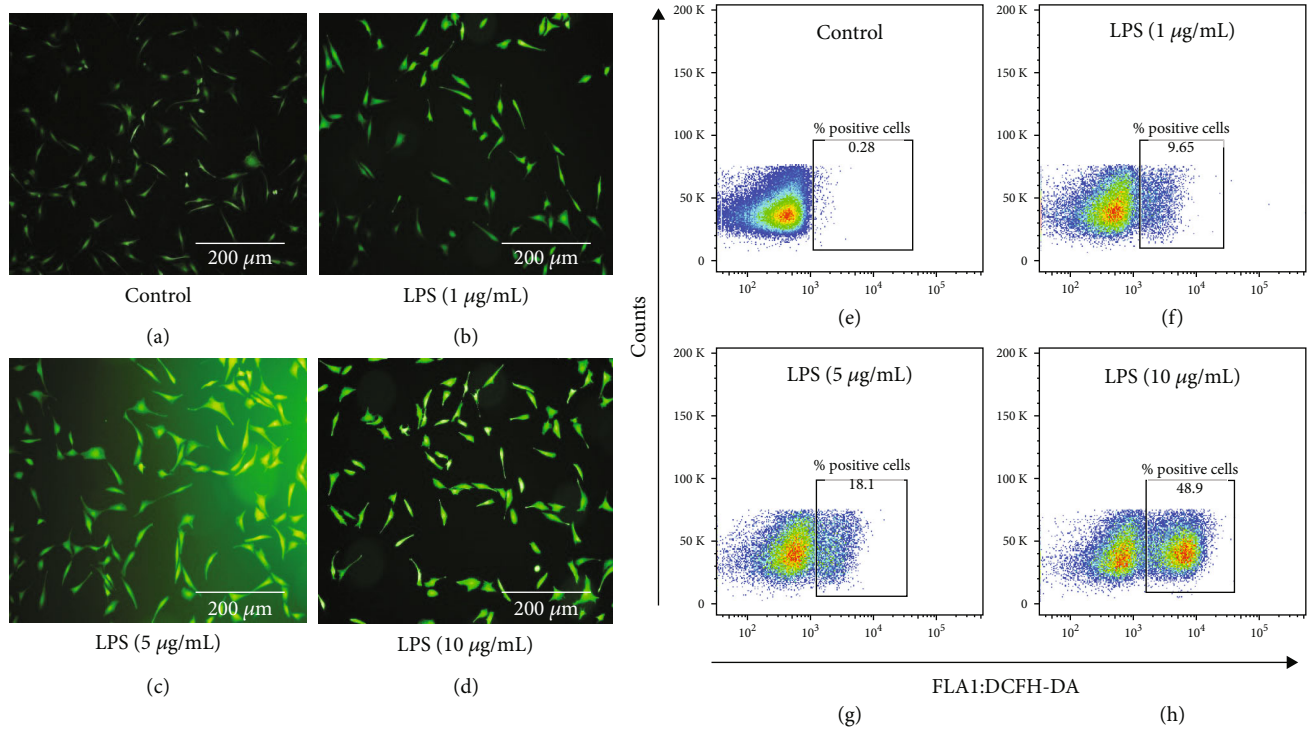 200 μm
Control
(a)
200 μm
LPS (1 μg/mL)
(b)
200 μm
LPS (5 μg/mL)
(c)
200 μm
LPS (10 μg/mL)
(d)
Counts
200 K
150 K
100 K
50 K
0
Control
% positive cells
0.28
10² 10³ 10⁴ 10⁵
(e)
200 K
150 K
100 K
50 K
0
LPS (1 μg/mL)
% positive cells
9.65
10² 10³ 10⁴ 10⁵
(f)
200 K
150 K
100 K
50 K
0
LPS (5 μg/mL)
% positive cells
18.1
10² 10³ 10⁴ 10⁵
200 K
150 K
100 K
50 K
0
LPS (10 μg/mL)
% positive cells
48.9
10² 10³ 10⁴ 10⁵
FLA1:DCFH-DA
(g)
(h)